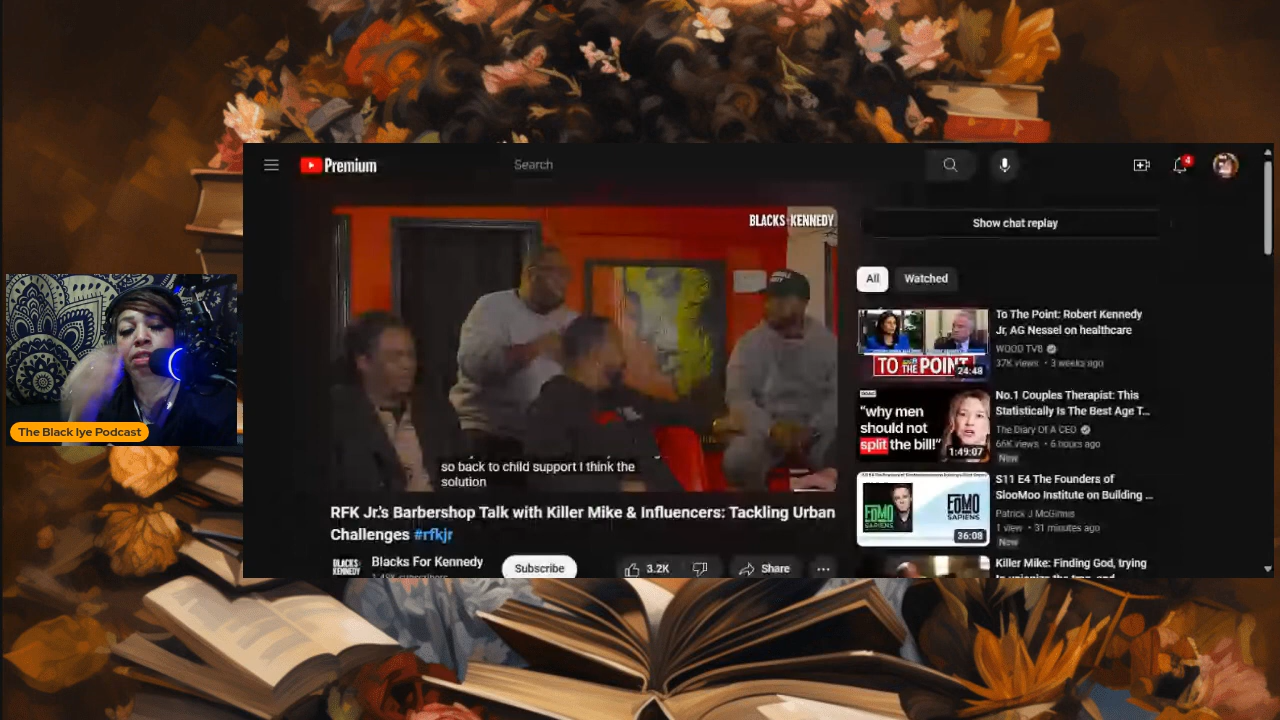 Premium
Search
4
BLACKS KENNEDY
Show chat replay
All
Watched
so back to child support I think the
solution
RFK Jr.'s Barbershop Talk with Killer Mike & Influencers: Tackling Urban
Challenges #rfkjr
BLACKS
KENNEDY
Blacks For Kennedy
Subscribe
3.2K
Share
TO THE POINT
24:48
To The Point: Robert Kennedy
Jr, AG Nessel on healthcare
WOOD TV8
37K views • 3 weeks ago
"why men
should not
split the bill!"
1:49:07
No.1 Couples Therapist: This
Statistically Is The Best Age T...
The Diary Of A CEO
66K views • 6 hours ago
New
FOMO
SAPIENS
36:08
S11 E4 The Founders of
SlooMoo Institute on Building ...
Patrick J McGinnis
1 view • 31 minutes ago
New
Killer Mike: Finding God, trying
The Black Iye Podcast